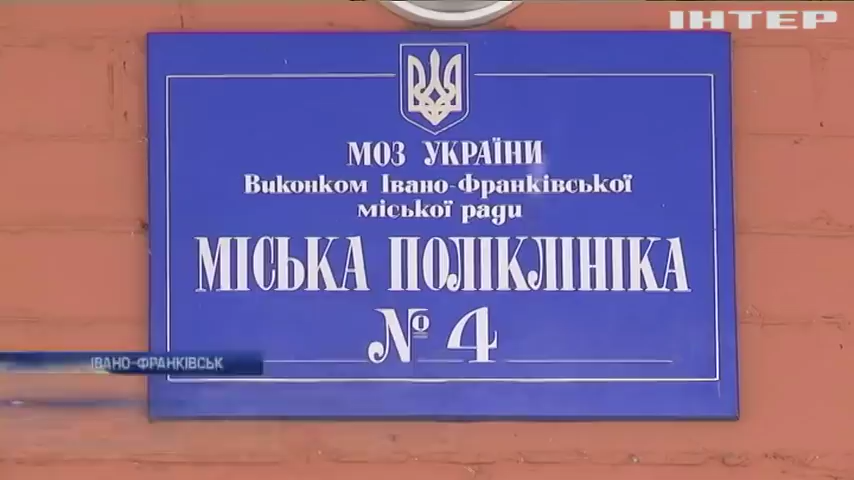 ІНТЕР
МОЗ УКРАЇНИ
Виконком Івано-Франківської
міської ради
МІСЬКА ПОЛІКЛІНІКА
№ 4
ІВАНО-ФРАНКІВСЬК